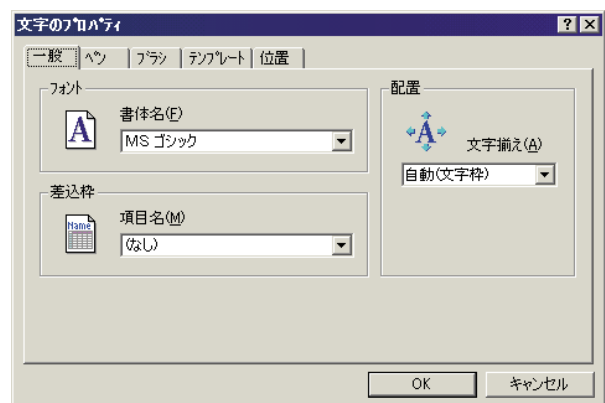 文字のﾌﾟﾛﾊﾟﾃｨ
一般 ﾍﾟﾝ ﾌﾞﾗｼ ﾃﾝﾌﾟﾚｰﾄ 位置
ﾌｫﾝﾄ
書体名(F)
MS ゴシック
差込枠
Name
項目名(M)
(なし)
配置
A
文字揃え(A)
自動(文字枠)
OK キャンセル